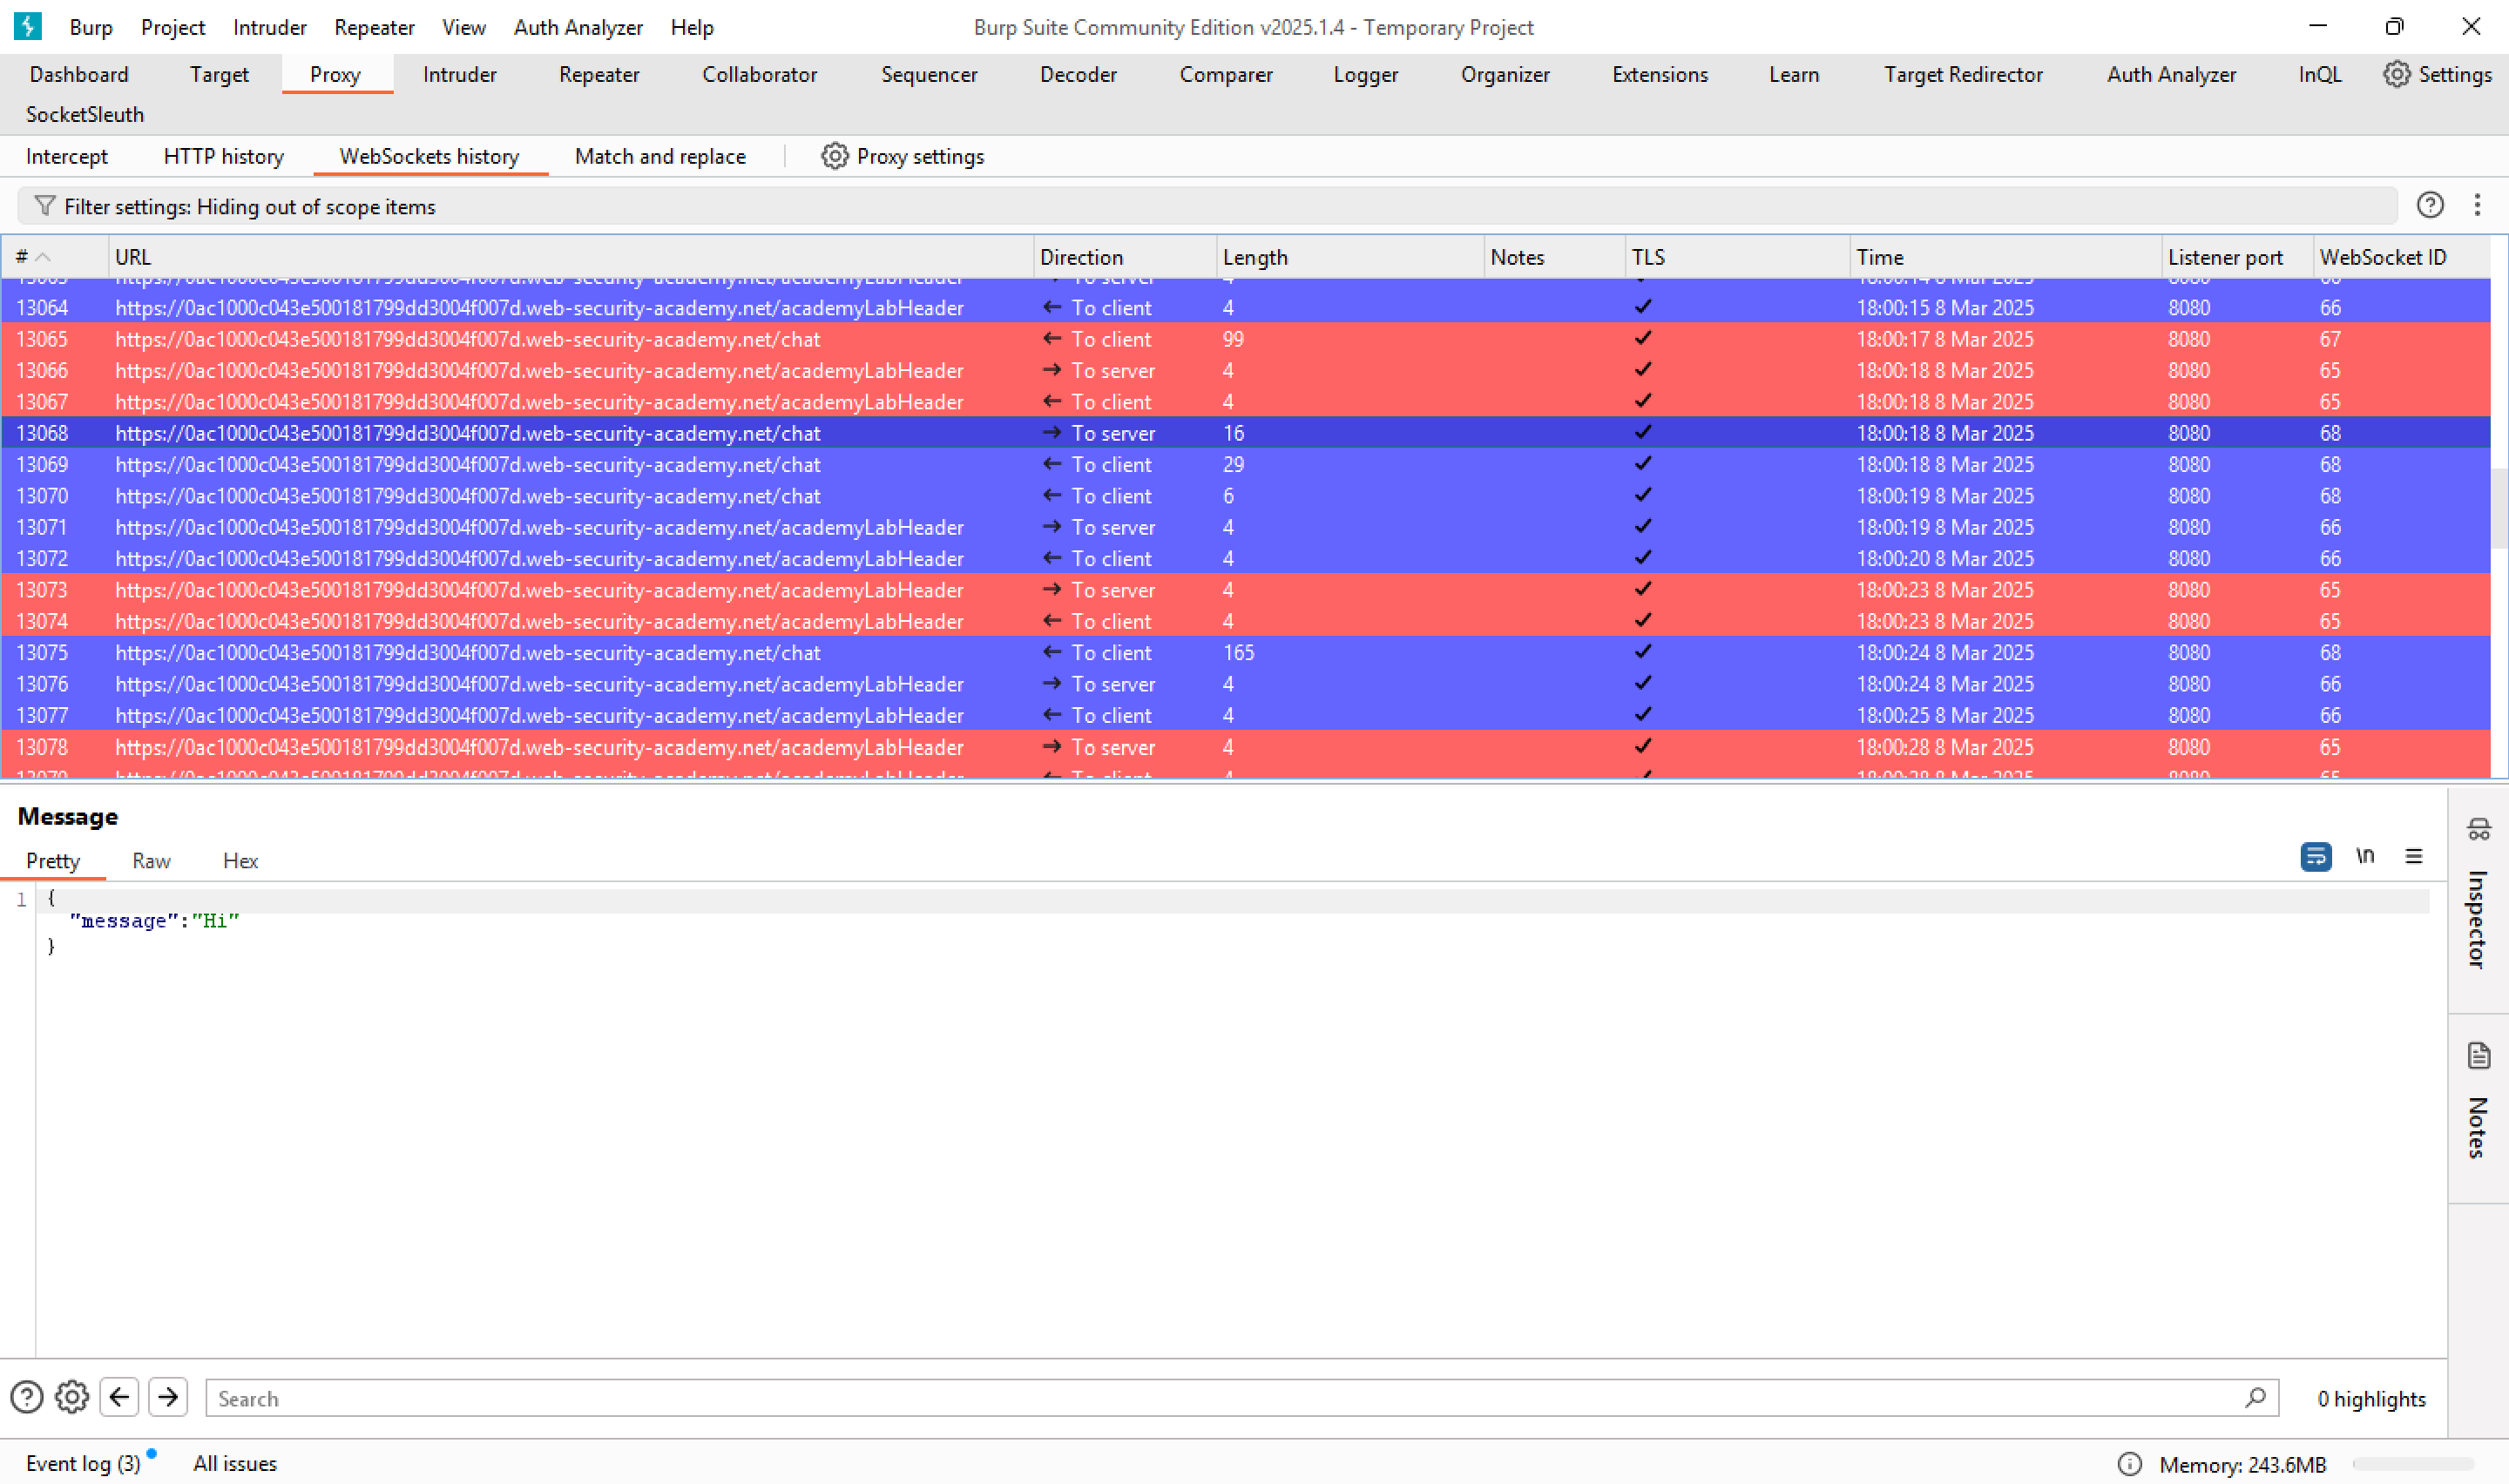 Burp Project Intruder Repeater View Auth Analyzer Help Burp Suite Community Edition v2025.1.4 - Temporary Project
Dashboard Target Proxy Intruder Repeater Collaborator Sequencer Decoder Comparer Logger Organizer Extensions Learn Target Redirector Auth Analyzer InQL Settings
SocketSleuth
Intercept HTTP history WebSockets history Match and replace Proxy settings
Filter settings: Hiding out of scope items
# URL Direction Length Notes TLS Time Listener port WebSocket ID
13064 https://0ac1000c043e500181799dd3004f007d.web-security-academy.net/academyLabHeader ← To client 4 ✓ 18:00:15 8 Mar 2025 8080 66
13065 https://0ac1000c043e500181799dd3004f007d.web-security-academy.net/chat ← To client 99 ✓ 18:00:17 8 Mar 2025 8080 67
13066 https://0ac1000c043e500181799dd3004f007d.web-security-academy.net/academyLabHeader → To server 4 ✓ 18:00:18 8 Mar 2025 8080 65
13067 https://0ac1000c043e500181799dd3004f007d.web-security-academy.net/academyLabHeader ← To client 4 ✓ 18:00:18 8 Mar 2025 8080 65
13068 https://0ac1000c043e500181799dd3004f007d.web-security-academy.net/chat → To server 16 ✓ 18:00:18 8 Mar 2025 8080 68
13069 https://0ac1000c043e500181799dd3004f007d.web-security-academy.net/chat ← To client 29 ✓ 18:00:18 8 Mar 2025 8080 68
13070 https://0ac1000c043e500181799dd3004f007d.web-security-academy.net/chat ← To client 6 ✓ 18:00:19 8 Mar 2025 8080 68
13071 https://0ac1000c043e500181799dd3004f007d.web-security-academy.net/academyLabHeader → To server 4 ✓ 18:00:19 8 Mar 2025 8080 66
13072 https://0ac1000c043e500181799dd3004f007d.web-security-academy.net/academyLabHeader ← To client 4 ✓ 18:00:20 8 Mar 2025 8080 66
13073 https://0ac1000c043e500181799dd3004f007d.web-security-academy.net/academyLabHeader → To server 4 ✓ 18:00:23 8 Mar 2025 8080 65
13074 https://0ac1000c043e500181799dd3004f007d.web-security-academy.net/academyLabHeader ← To client 4 ✓ 18:00:23 8 Mar 2025 8080 65
13075 https://0ac1000c043e500181799dd3004f007d.web-security-academy.net/chat ← To client 165 ✓ 18:00:24 8 Mar 2025 8080 68
13076 https://0ac1000c043e500181799dd3004f007d.web-security-academy.net/academyLabHeader → To server 4 ✓ 18:00:24 8 Mar 2025 8080 66
13077 https://0ac1000c043e500181799dd3004f007d.web-security-academy.net/academyLabHeader ← To client 4 ✓ 18:00:25 8 Mar 2025 8080 66
13078 https://0ac1000c043e500181799dd3004f007d.web-security-academy.net/academyLabHeader → To server 4 ✓ 18:00:28 8 Mar 2025 8080 65
Message
Pretty Raw Hex \n
1 {
"message":"Hi"
}
Inspector
Notes
Search 0 highlights
Event log (3) All issues Memory: 243.6MB